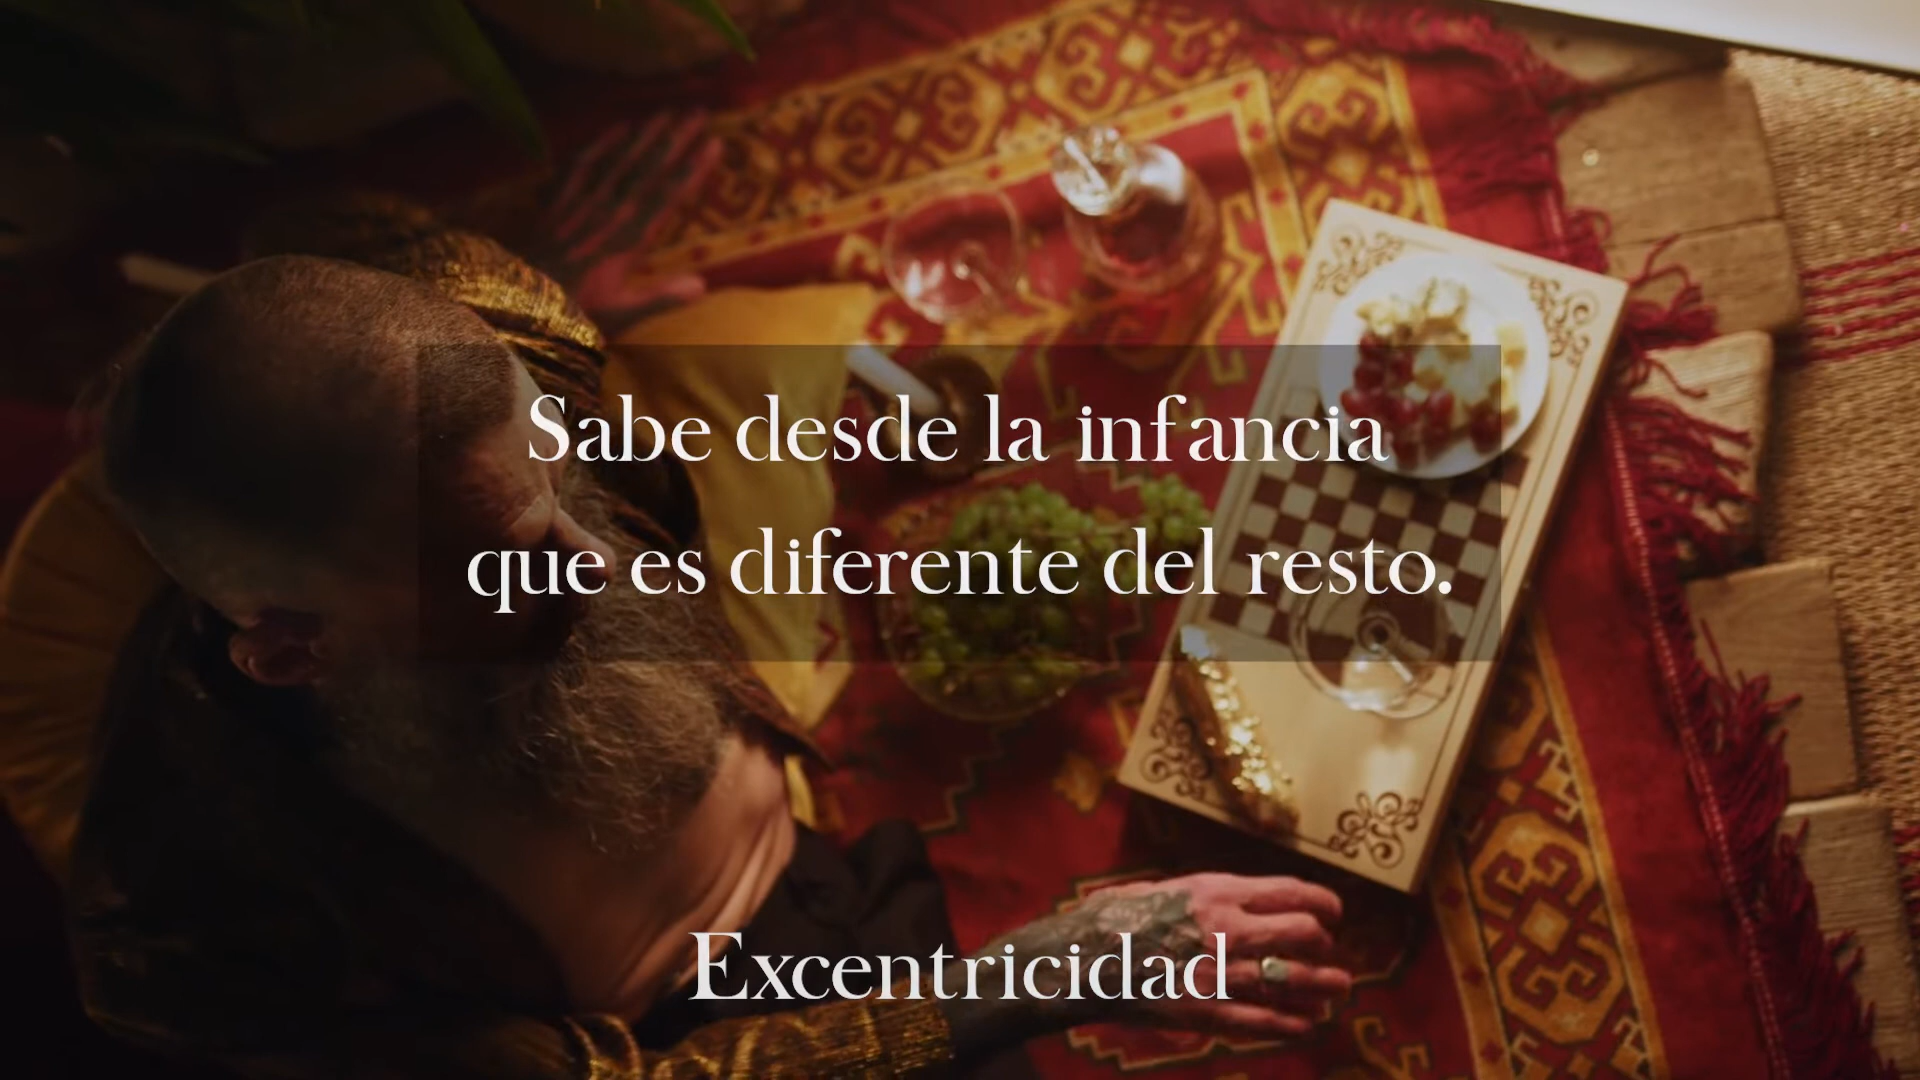 Sabe desde la infancia
que es diferente del resto.
Excentricidad